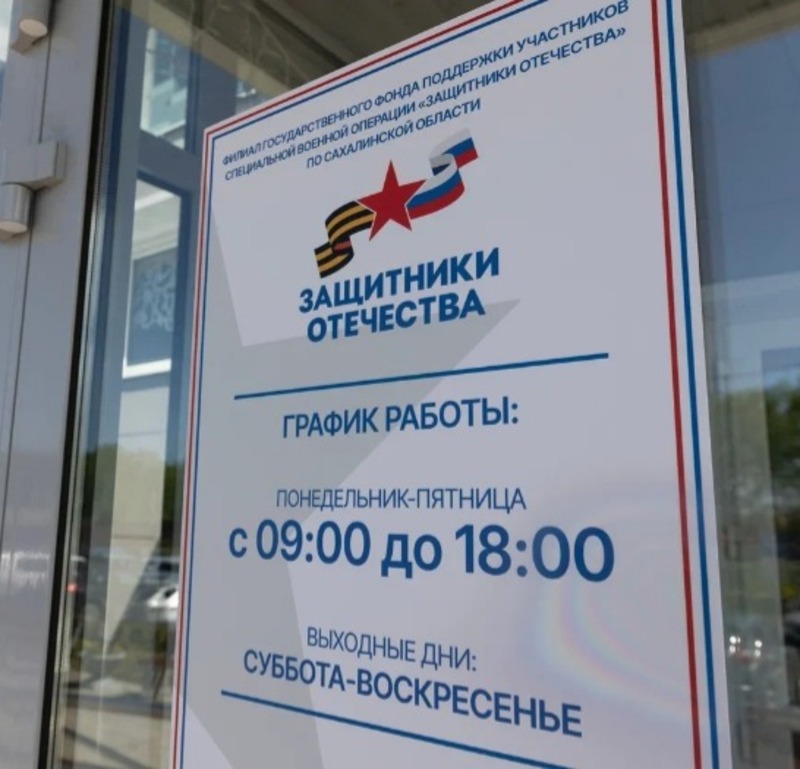 ФИЛИАЛ ГОСУДАРСТВЕННОГО ФОНДА ПОДДЕРЖКИ УЧАСТНИКОВ
СПЕЦИАЛЬНОЙ ВОЕННОЙ ОПЕРАЦИИ «ЗАЩИТНИКИ ОТЕЧЕСТВА»
ПО САХАЛИНСКОЙ ОБЛАСТИ
ЗАЩИТНИКИ
ОТЕЧЕСТВА
ГРАФИК РАБОТЫ:
ПОНЕДЕЛЬНИК-ПЯТНИЦА
с 09:00 до 18:00
ВЫХОДНЫЕ ДНИ:
СУББОТА-ВОСКРЕСЕНЬЕ